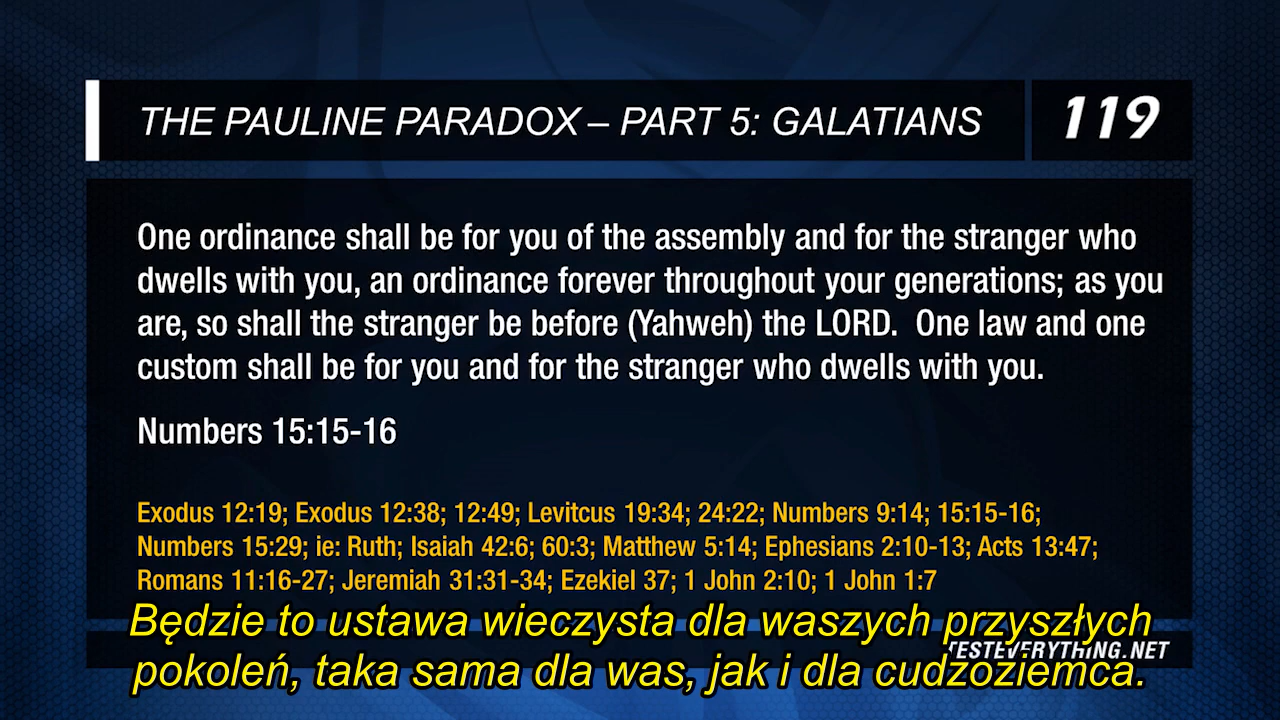 THE PAULINE PARADOX – PART 5: GALATIANS
119
One ordinance shall be for you of the assembly and for the stranger who
dwells with you, an ordinance forever throughout your generations; as you
are, so shall the stranger be before (Yahweh) the LORD.  One law and one
custom shall be for you and for the stranger who dwells with you.
Numbers 15:15-16
Exodus 12:19; Exodus 12:38; 12:49; Levitcus 19:34; 24:22; Numbers 9:14; 15:15-16;
Numbers 15:29; ie: Ruth; Isaiah 42:6; 60:3; Matthew 5:14; Ephesians 2:10-13; Acts 13:47;
Romans 11:16-27; Jeremiah 31:31-34; Ezekiel 37; 1 John 2:10; 1 John 1:7
Będzie to ustawa wieczysta dla waszych przyszłych
TESTEVERYTHING.NET
pokoleń, taka sama dla was, jak i dla cudzoziemca.